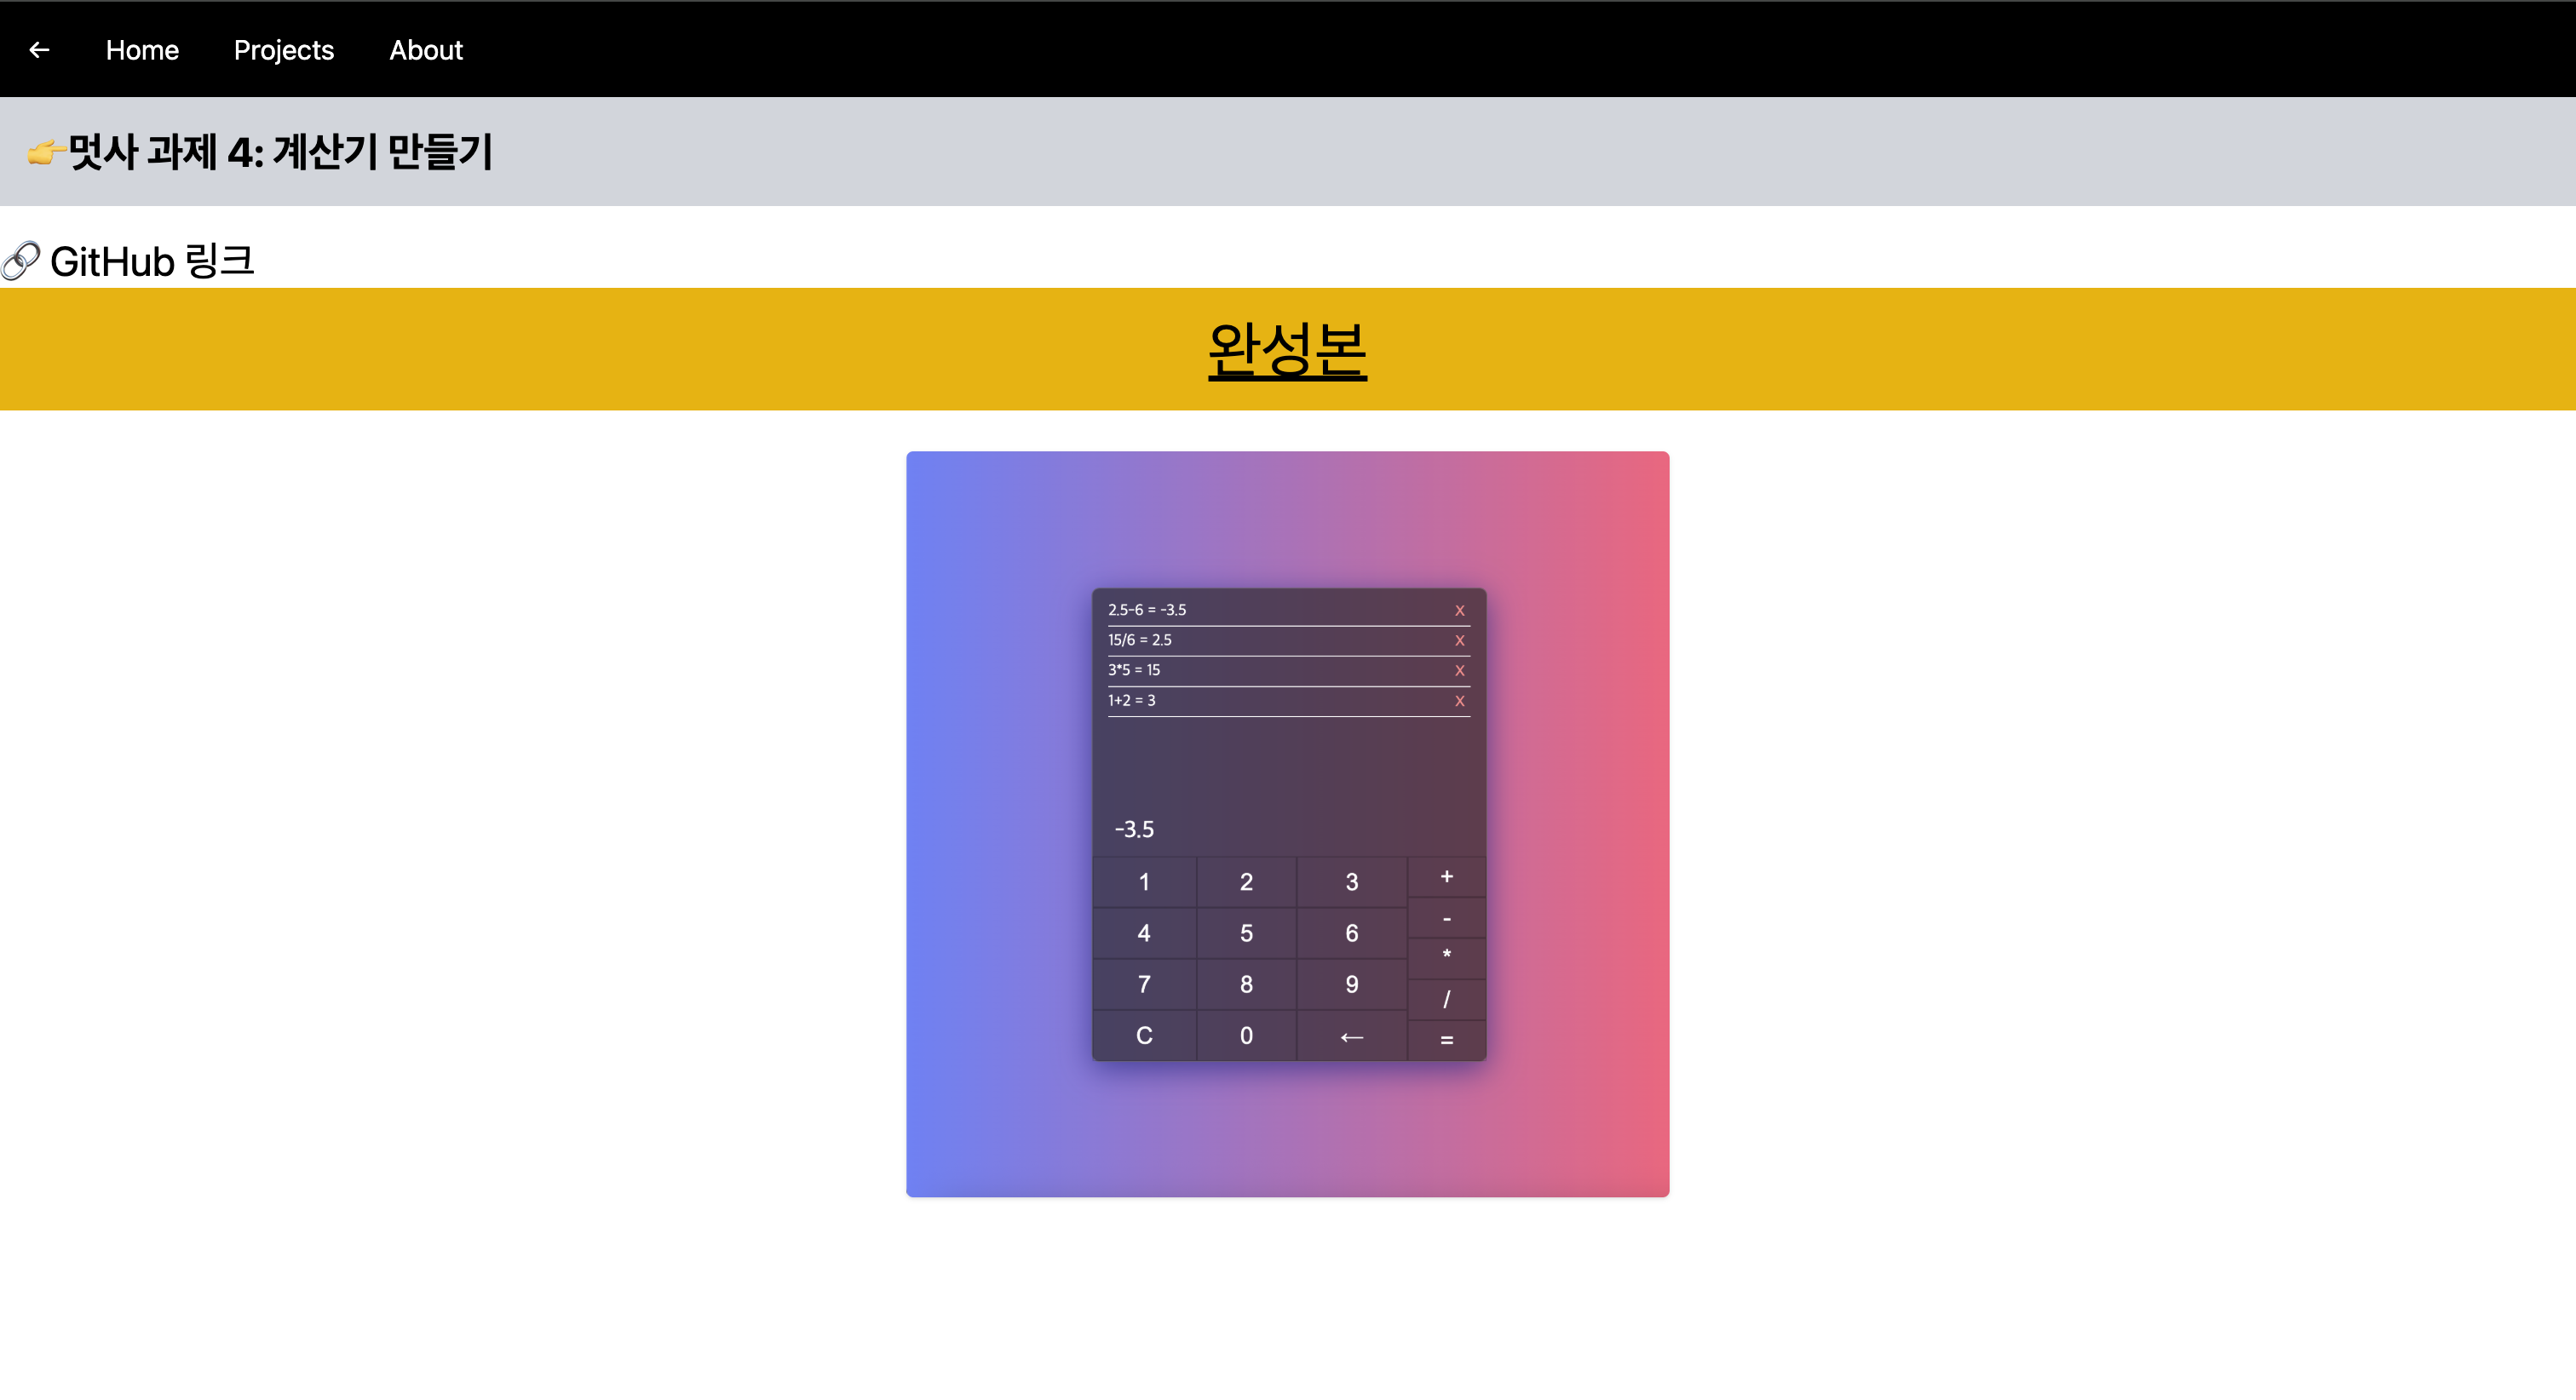 ← Home Projects About
👉멋사 과제 4: 계산기 만들기
🔗 GitHub 링크
완성본
2.5-6 = -3.5 X
15/6 = 2.5 X
3*5 = 15 X
1+2 = 3 X
-3.5
1 2 3 +
4 5 6 -
7 8 9 *
C 0 ← /
=